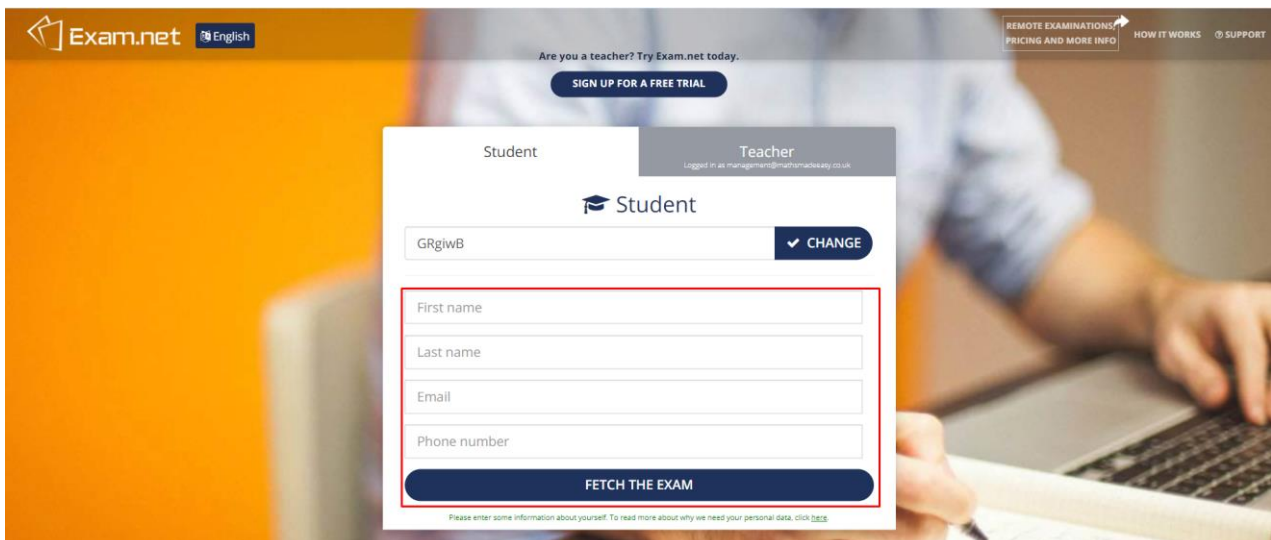 Exam.net
English
REMOTE EXAMINATIONS,
PRICING AND MORE INFO
HOW IT WORKS
SUPPORT
Are you a teacher? Try Exam.net today.
SIGN UP FOR A FREE TRIAL
Student
Teacher
Logged in as management@mathsmadeeasy.co.uk
Student
GRgiwB
CHANGE
First name
Last name
Email
Phone number
FETCH THE EXAM
Please enter some information about yourself. To read more about why we need your personal data, click here.